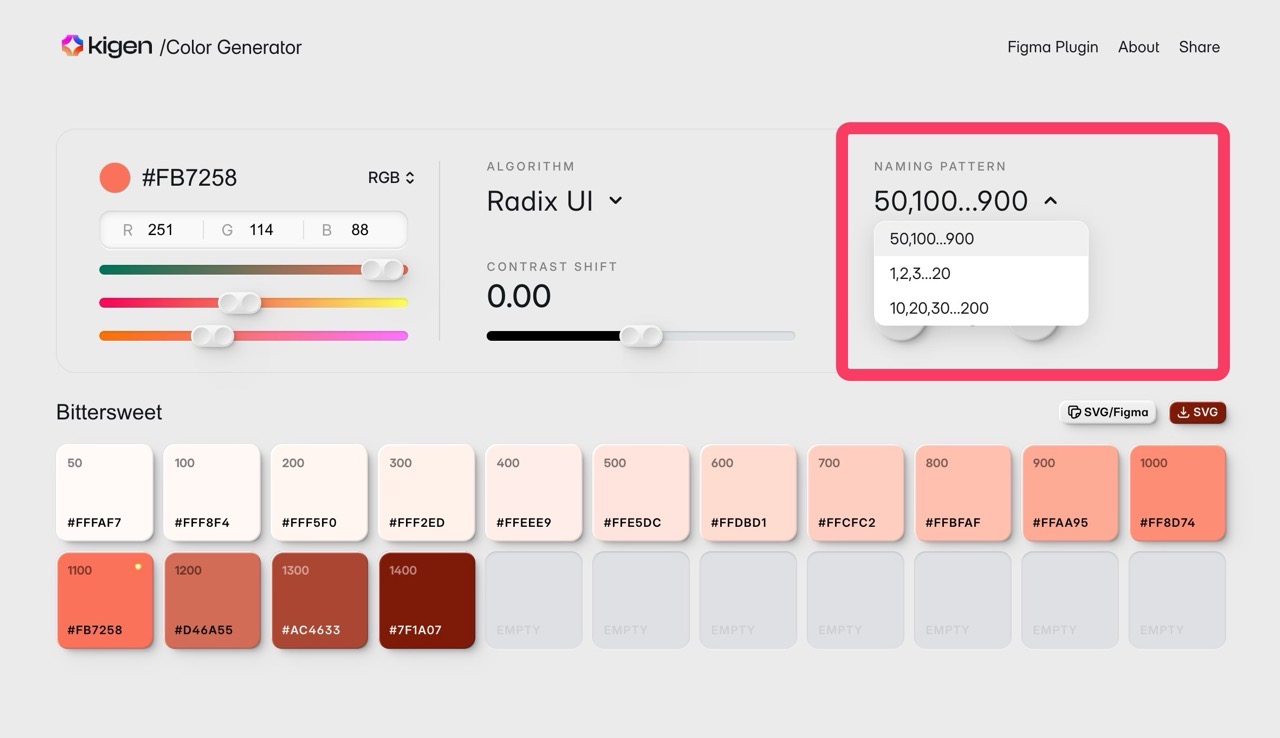 kigen /Color Generator
Figma Plugin About Share
#FB7258
RGB
R 251 G 114 B 88
ALGORITHM
Radix UI
CONTRAST SHIFT
0.00
NAMING PATTERN
50,100...900
50,100...900
1,2,3...20
10,20,30...200
Bittersweet
SVG/Figma
SVG
50 100 200 300 400 500 600 700 800 900 1000
#FFFAF7 #FFF8F4 #FFF5F0 #FFF2ED #FFEEE9 #FFE5DC #FFDBD1 #FFCFC2 #FFBFAF #FFAA95 #FF8D74
1100 1200 1300 1400
#FB7258 #D46A55 #AC4633 #7F1A07 EMPTY EMPTY EMPTY EMPTY EMPTY EMPTY EMPTY